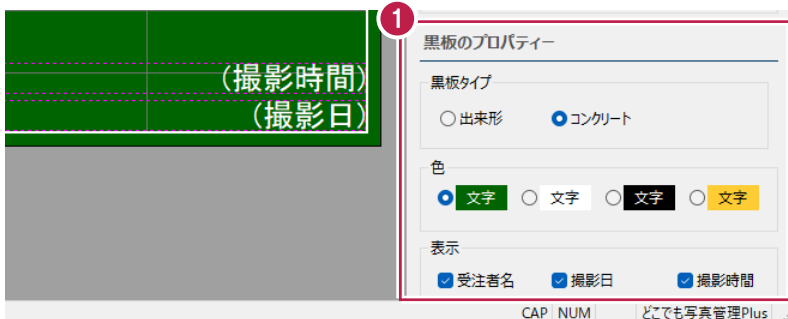 (撮影時間)
(撮影日)
1
黒板のプロパティー
黒板タイプ
出来形 コンクリート
色
文字 文字 文字 文字
表示
受注者名 撮影日 撮影時間
CAP NUM どこでも写真管理Plus